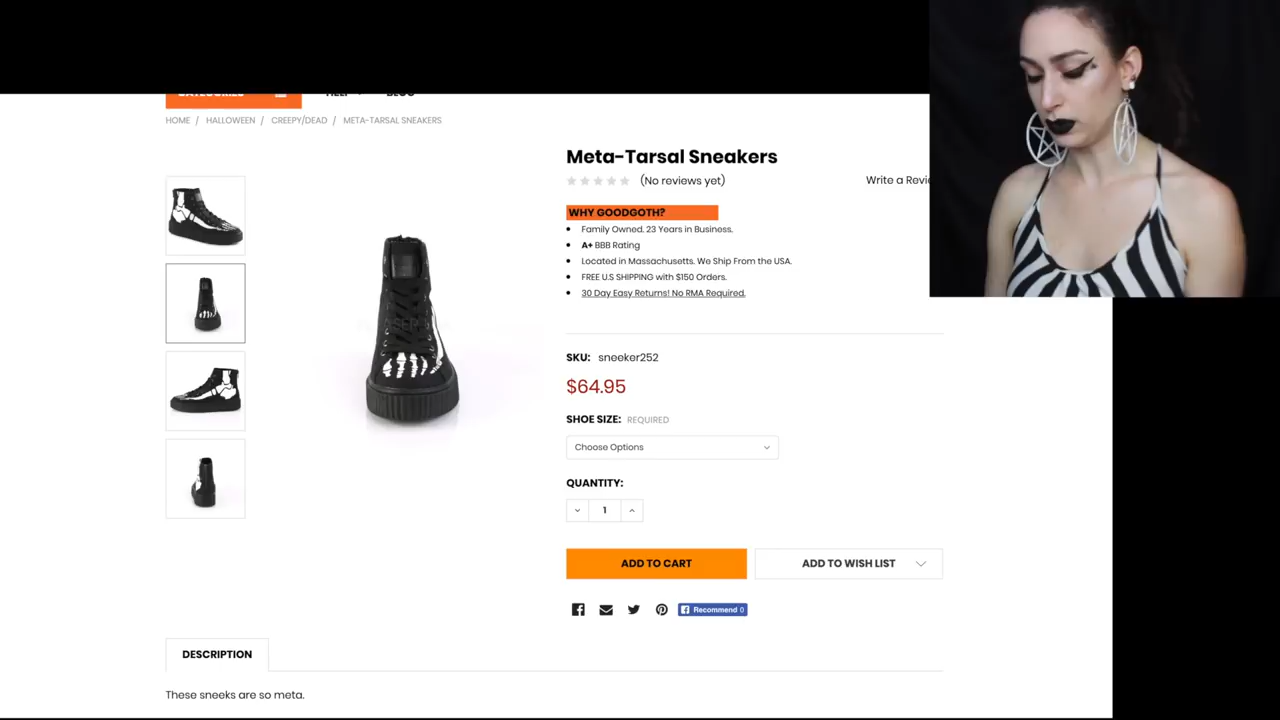 HOME / HALLOWEEN / CREEPY/DEAD / META-TARSAL SNEAKERS
Meta-Tarsal Sneakers
(No reviews yet)
Write a
WHY GOODGOTH?
Family Owned. 23 Years in Business.
A+ BBB Rating
Located in Massachusetts. We Ship From the USA.
FREE U.S SHIPPING with $150 Orders.
30 Day Easy Returns! No RMA Required.
SKU: sneeker252
$64.95
SHOE SIZE: REQUIRED
Choose Options
QUANTITY:
1
ADD TO CART
ADD TO WISH LIST
Recommend 0
DESCRIPTION
These sneeks are so meta.